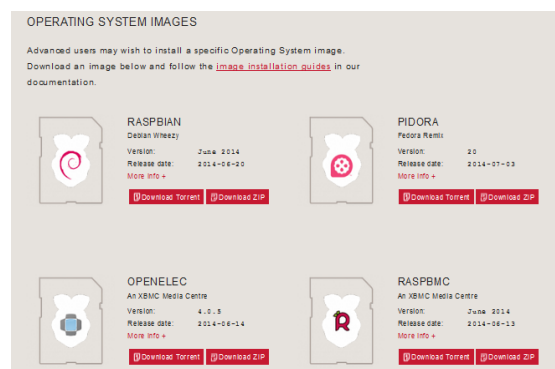 OPERATING SYSTEM IMAGES
Advanced users may wish to install a specific Operating System image.
Download an image below and follow the image installation guides in our
documentation.
RASPBIAN
Debian Wheezy
Version: June 2014
Release date: 2014-06-20
More info +
Download Torrent Download ZIP
PIDORA
Fedora Remix
Version: 20
Release date: 2014-07-03
More info +
Download Torrent Download ZIP
OPENELEC
An XBMC Media Centre
Version: 4.0.5
Release date: 2014-06-14
More info +
Download Torrent Download ZIP
RASPBMC
An XBMC Media Centre
Version: June 2014
Release date: 2014-06-13
More info +
Download Torrent Download ZIP